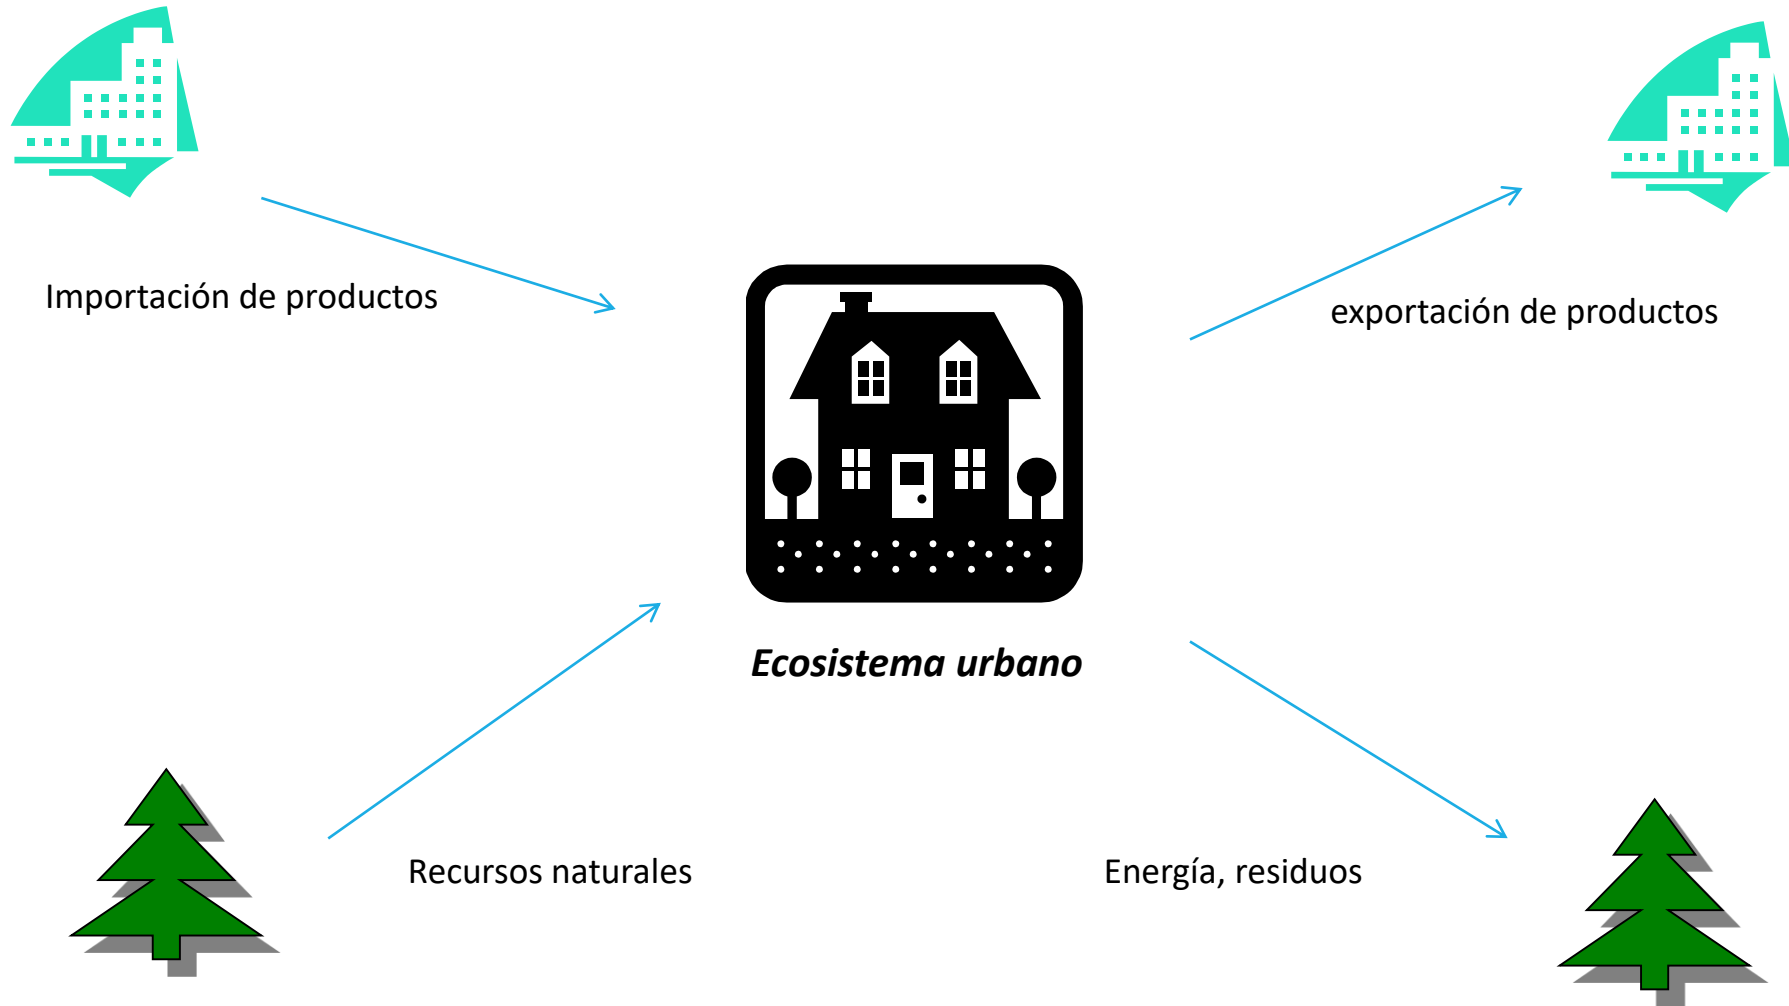 Importación de productos
exportación de productos
Ecosistema urbano
Recursos naturales
Energía, residuos